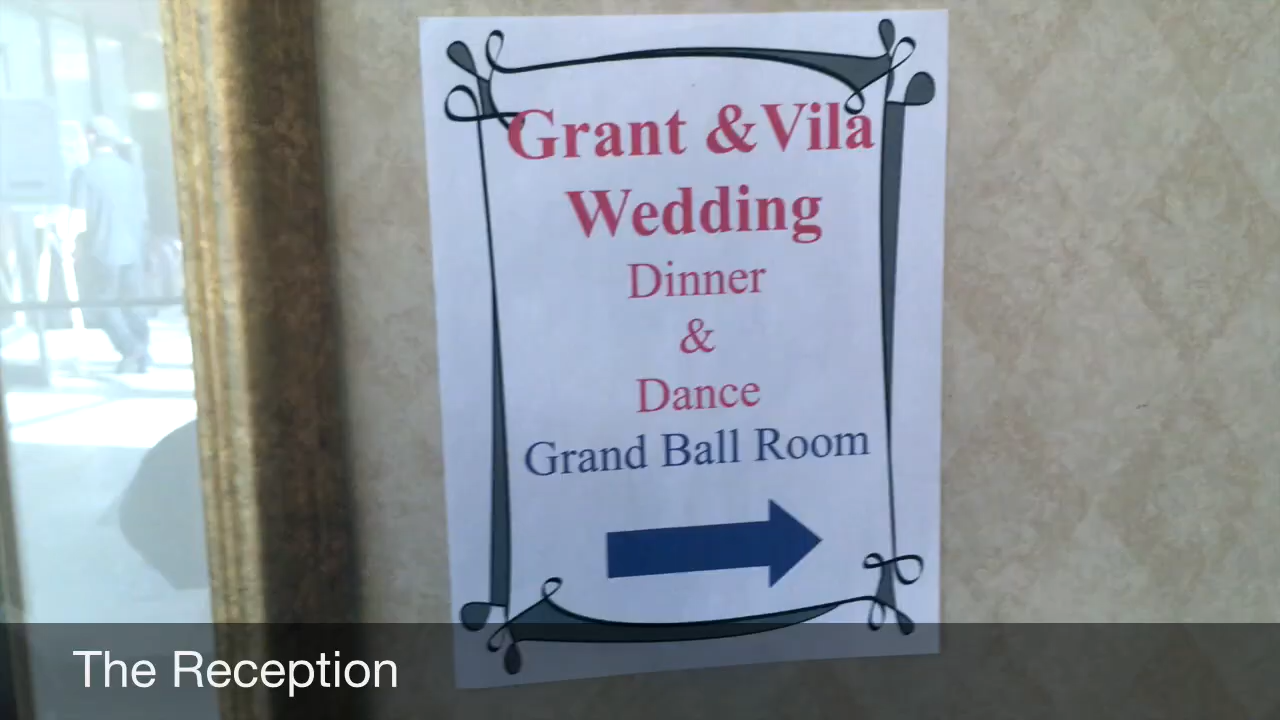 Grant &Vila
Wedding
Dinner
&
Dance
Grand Ball Room
The Reception